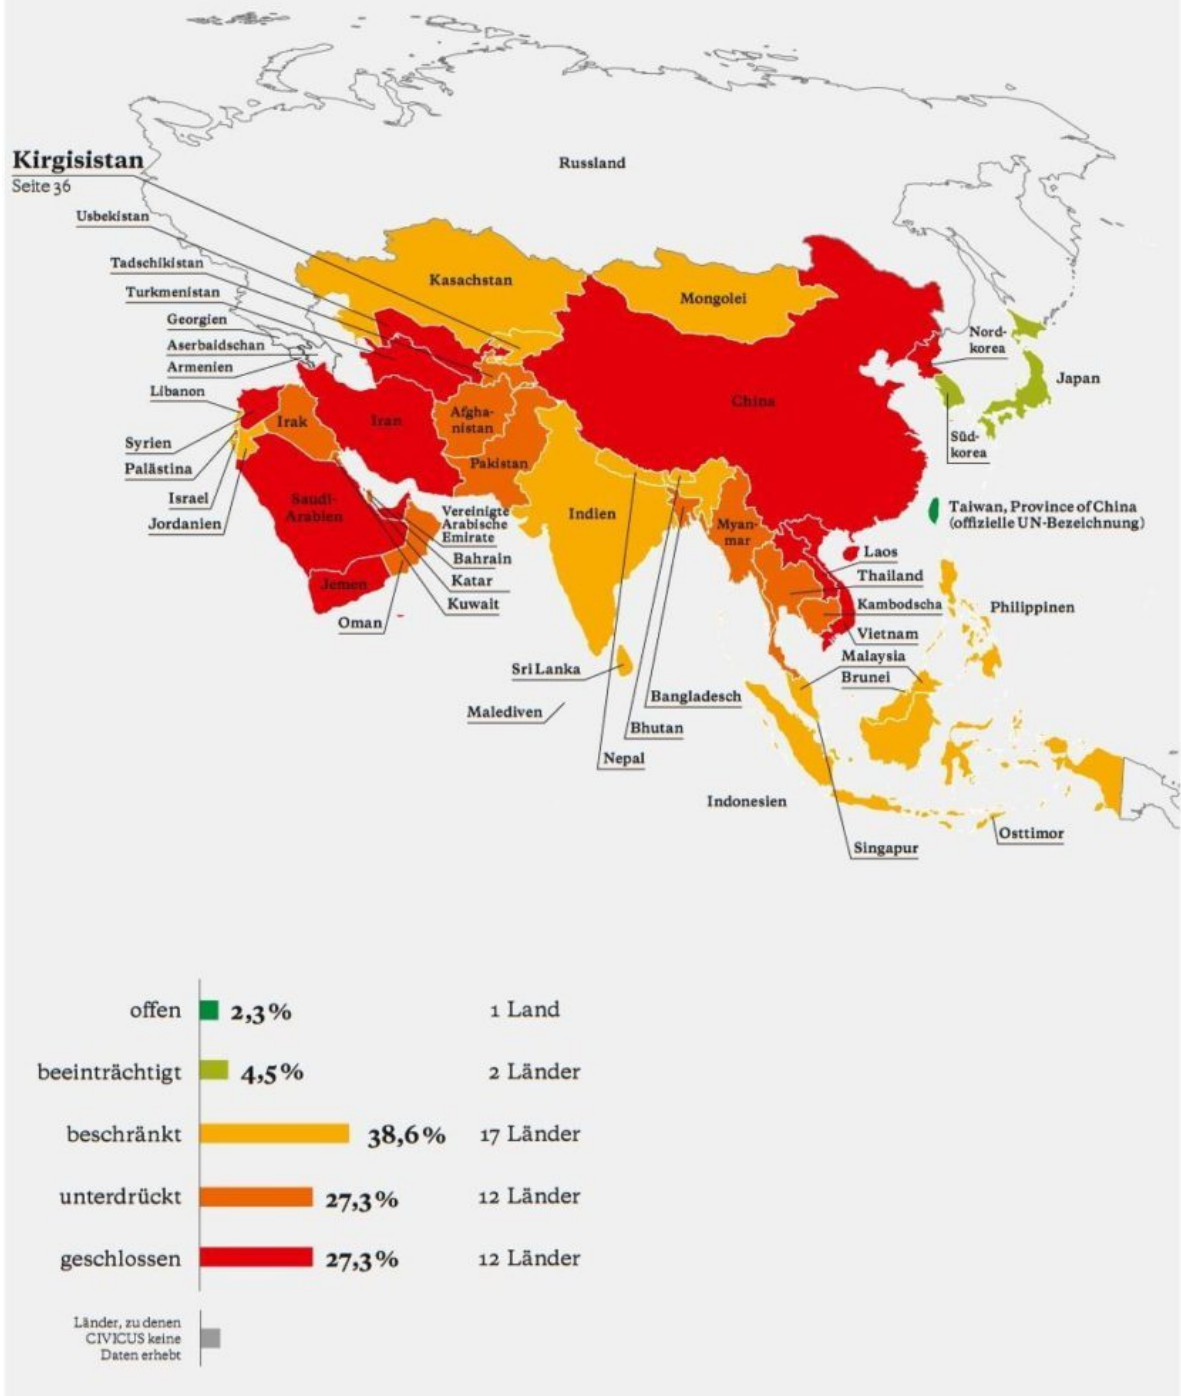 Kirgisistan
Seite 36
Russland
Usbekistan
Tadschikistan
Turkmenistan
Georgien
Aserbaidschan
Armenien
Libanon
Syrien
Palästina
Israel
Jordanien
Kasachstan
Mongolei
Nord-
korea
Japan
China
Süd-
korea
Irak
Iran
Afgha-
nistan
Pakistan
Saudi-
Arabien
Vereinigte
Arabische
Emirate
Bahrain
Katar
Kuwait
Jemen
Oman
Indien
Myan-
mar
Taiwan, Province of China
(offizielle UN-Bezeichnung)
Laos
Thailand
Kambodscha
Vietnam
Philippinen
Malaysia
Brunei
Sri Lanka
Malediven
Bangladesch
Bhutan
Nepal
Indonesien
Singapur
Osttimor
offen 2,3% 1 Land
beeinträchtigt 4,5% 2 Länder
beschränkt 38,6% 17 Länder
unterdrückt 27,3% 12 Länder
geschlossen 27,3% 12 Länder
Länder, zu denen
CIVICUS keine
Daten erhebt